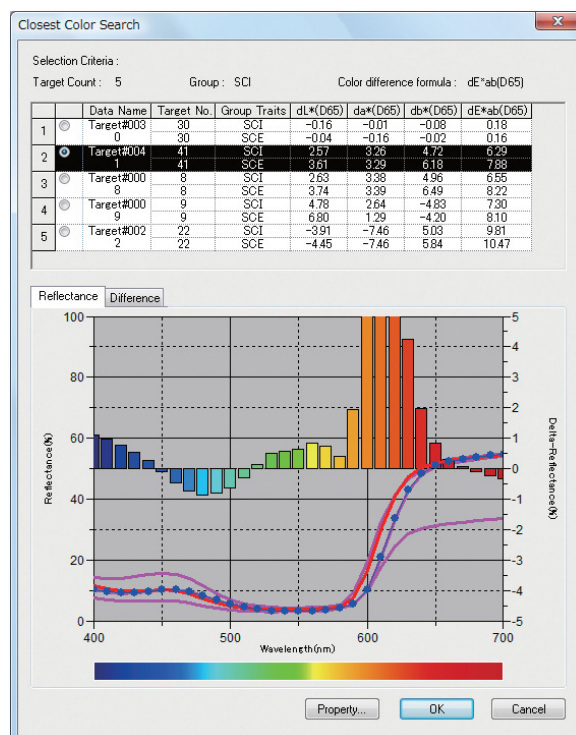 Closest Color Search
Selection Criteria :
Target Count : 5 Group : SCI Color difference formula : dE*ab(D65)
Data Name Target No. Group Traits dL*(D65) da*(D65) db*(D65) dE*ab(D65)
1 Target#003 30 SCI -0.16 -0.01 -0.08 0.18
0 30 SCE -0.04 -0.16 -0.02 0.16
2 Target#004 41 SCI 2.57 3.26 4.72 6.29
1 41 SCE 3.61 3.29 6.18 7.88
3 Target#000 8 SCI 2.63 3.38 4.96 6.55
8 8 SCE 3.74 3.39 6.49 8.22
4 Target#000 9 SCI 4.78 2.64 -4.83 7.30
9 9 SCE 6.80 1.29 -4.20 8.10
5 Target#002 22 SCI -3.91 -7.46 5.03 9.81
2 22 SCE -4.45 -7.46 5.84 10.47
Reflectance Difference
100 5
4
80 3
2
60 1
0
40 -1
-2
20 -3
-4
0 -5
Reflectance(%)
Delta-Reflectance(%)
400 500 600 700
Wavelength(nm)
Property... OK Cancel